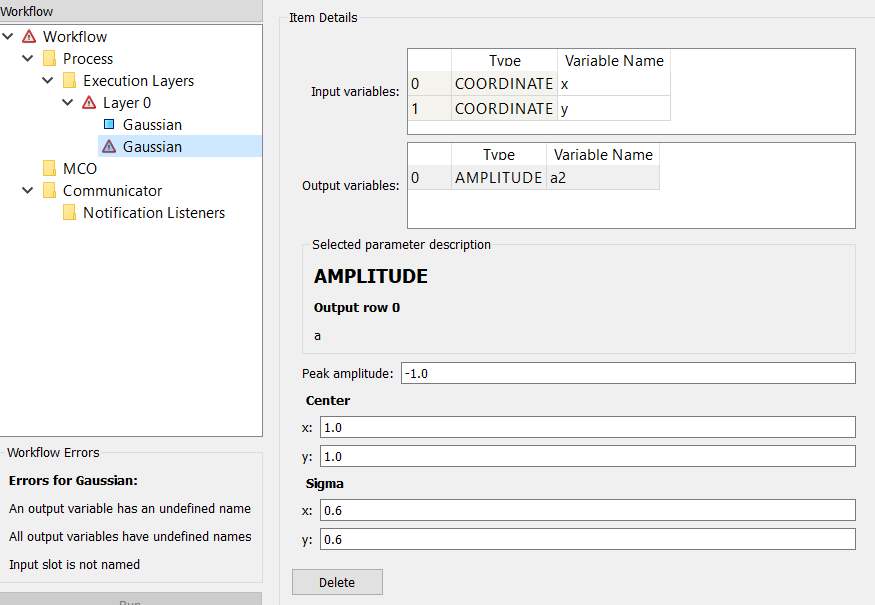 Workflow
Workflow
Process
Execution Layers
Layer 0
Gaussian
Gaussian
MCO
Communicator
Notification Listeners
Workflow Errors
Errors for Gaussian:
An output variable has an undefined name
All output variables have undefined names
Input slot is not named
Run
Item Details
Input variables:
Type Variable Name
0 COORDINATE x
1 COORDINATE y
Output variables:
Type Variable Name
0 AMPLITUDE a2
Selected parameter description
AMPLITUDE
Output row 0
a
Peak amplitude: -1.0
Center
x: 1.0
y: 1.0
Sigma
x: 0.6
y: 0.6
Delete